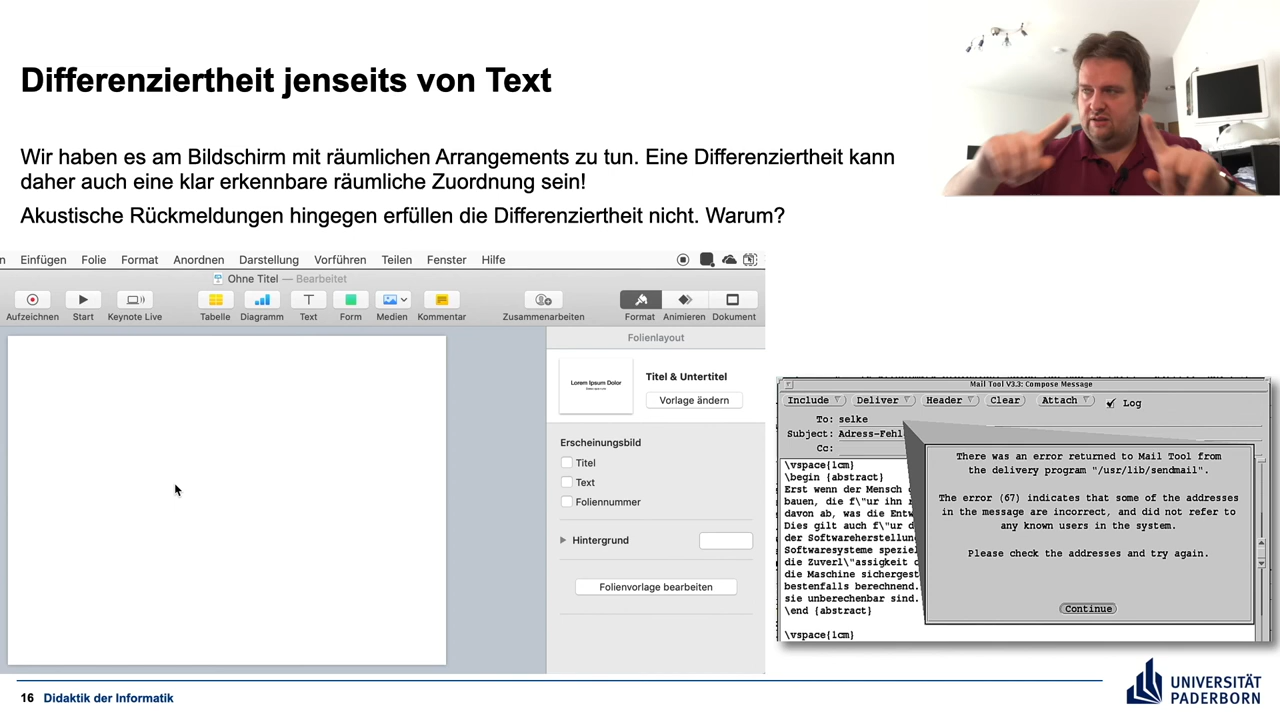 Differenziertheit jenseits von Text
Wir haben es am Bildschirm mit räumlichen Arrangements zu tun. Eine Differenziertheit kann
daher auch eine klar erkennbare räumliche Zuordnung sein!
Akustische Rückmeldungen hingegen erfüllen die Differenziertheit nicht. Warum?
n Einfügen Folie Format Anordnen Darstellung Vorführen Teilen Fenster Hilfe
Ohne Titel — Bearbeitet
Aufzeichnen Start Keynote Live Tabelle Diagramm Text Form Medien Kommentar Zusammenarbeiten Format Animieren Dokument
Folienlayout
Lorem Ipsum Dolor
Titel & Untertitel
Vorlage ändern
Erscheinungsbild
Titel
Text
Foliennummer
Hintergrund
Folienvorlage bearbeiten
Mail Tool V3.3: Compose Message
Include Deliver Header Clear Attach Log
To: selke
Subject: Adress-Fehl
Cc:
\vspace{1cm}
\begin {abstract}
Erst wenn der Mensch
bauen, die f\"ur ihn
davon ab, was die Entw
Dies gilt auch f\"ur d
der Softwareherstellun
Softwaresysteme speziel
die Zuverl\"assigkeit
die Maschine sichergest
bestenfalls berechnend.
sie unberechenbar sind.
\end {abstract}
\vspace{1cm}
There was an error returned to Mail Tool from
the delivery program "/usr/lib/sendmail".
The error (67) indicates that some of the addresses
in the message are incorrect, and did not refer to
any known users in the system.
Please check the addresses and try again.
Continue
16 Didaktik der Informatik
UNIVERSITÄT
PADERBORN